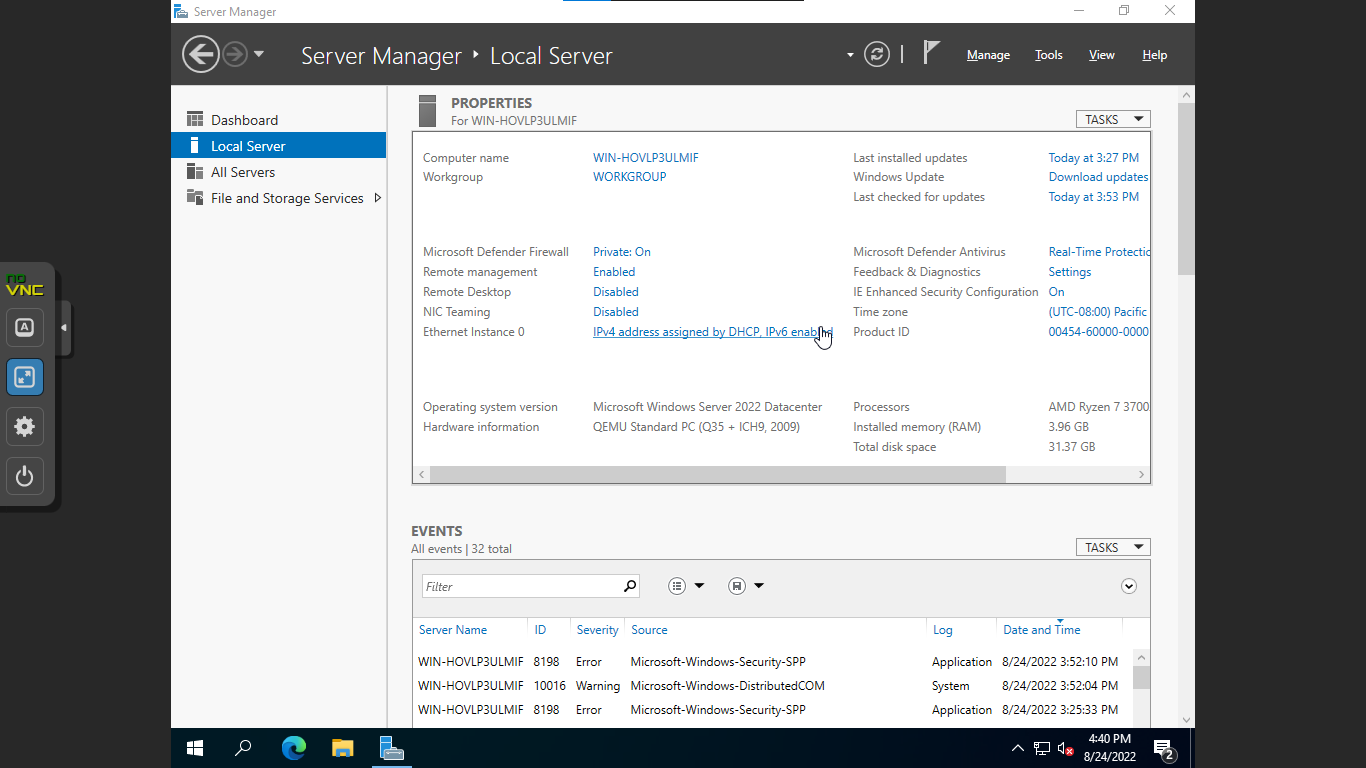 Server Manager
Server Manager ‣ Local Server
Manage Tools View Help
Dashboard
Local Server
All Servers
File and Storage Services
PROPERTIES
For WIN-HOVLP3ULMIF
TASKS
Computer name WIN-HOVLP3ULMIF Last installed updates Today at 3:27 PM
Workgroup WORKGROUP Windows Update Download updates
Last checked for updates Today at 3:53 PM
Microsoft Defender Firewall Private: On Microsoft Defender Antivirus Real-Time Protectic
Remote management Enabled Feedback & Diagnostics Settings
Remote Desktop Disabled IE Enhanced Security Configuration On
NIC Teaming Disabled Time zone (UTC-08:00) Pacific
Ethernet Instance 0 IPv4 address assigned by DHCP, IPv6 enabled Product ID 00454-60000-0000
Operating system version Microsoft Windows Server 2022 Datacenter Processors AMD Ryzen 7 3700
Hardware information QEMU Standard PC (Q35 + ICH9, 2009) Installed memory (RAM) 3.96 GB
Total disk space 31.37 GB
EVENTS
All events | 32 total
TASKS
Filter
Server Name ID Severity Source Log Date and Time
WIN-HOVLP3ULMIF 8198 Error Microsoft-Windows-Security-SPP Application 8/24/2022 3:52:10 PM
WIN-HOVLP3ULMIF 10016 Warning Microsoft-Windows-DistributedCOM System 8/24/2022 3:52:04 PM
WIN-HOVLP3ULMIF 8198 Error Microsoft-Windows-Security-SPP Application 8/24/2022 3:25:33 PM
4:40 PM
8/24/2022
2
no
VNC
A